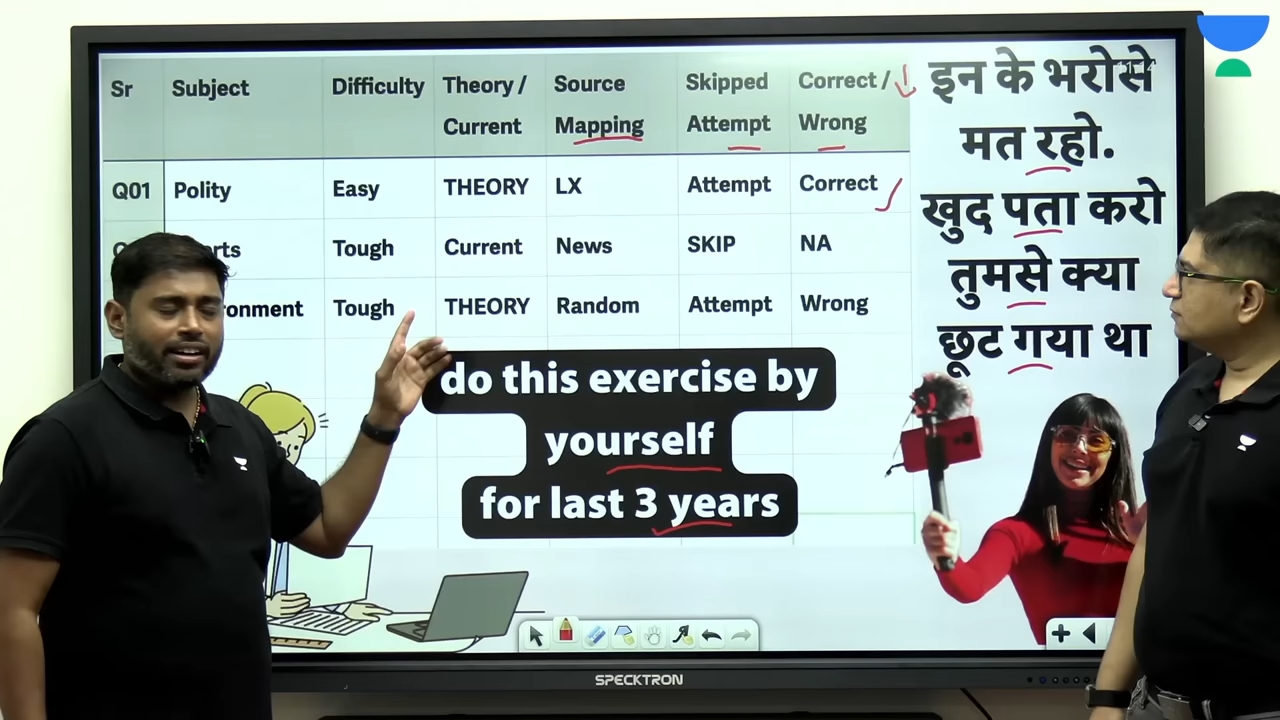 Sr Subject Difficulty Theory / Source Skipped Correct /
Current Mapping Attempt Wrong
Q01 Polity Easy THEORY LX Attempt Correct
Tough Current News SKIP NA
Tough THEORY Random Attempt Wrong
do this exercise by
yourself
for last 3 years
इन के भरोसे
मत रहो.
खुद पता करो
तुमसे क्या
छूट गया था
SPECKTRON